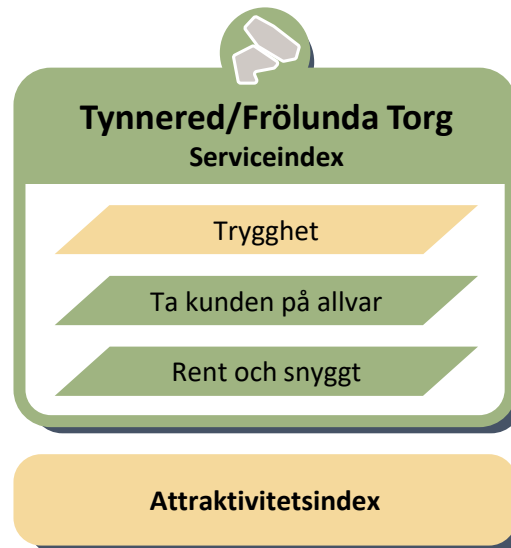 Tynnered/Frölunda Torg
Serviceindex
Trygghet
Ta kunden på allvar
Rent och snyggt
Attraktivitetsindex